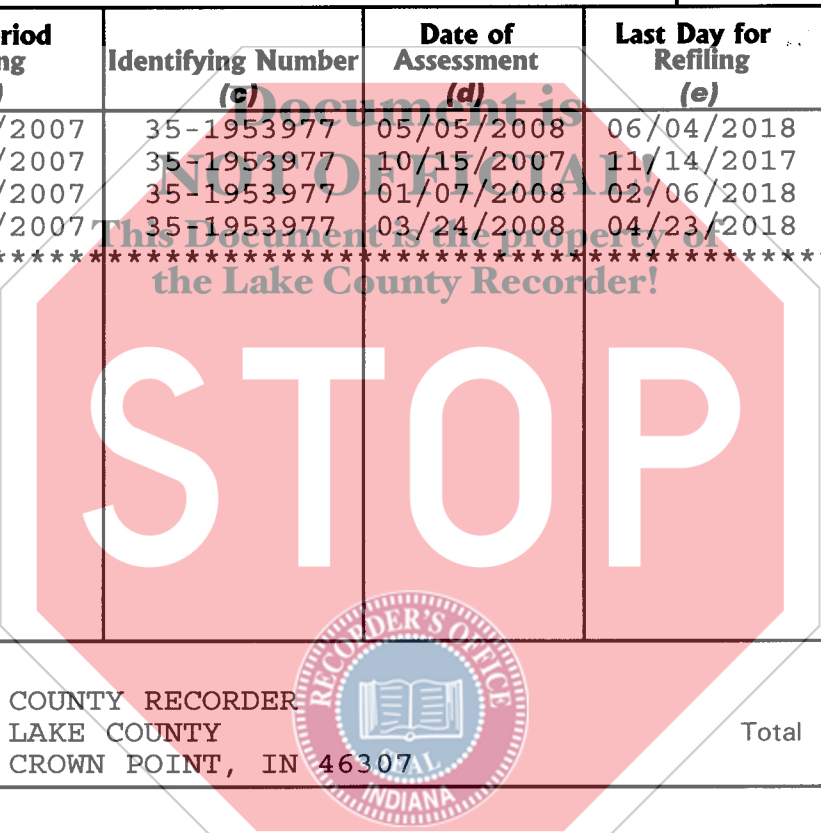 riod Date of Last Day for
ng Identifying Number Assessment Refiling
) (c) (d) (e)
Document is
/2007 35-1953977 05/05/2008 06/04/2018
/2007 35-1953977 10/15/2007 11/14/2017
NOT OFFICIAL!
/2007 35-1953977 01/07/2008 02/06/2018
/2007 35-1953977 03/24/2008 04/23/2018
This Document is the property of
the Lake County Recorder!
STOP
RECORDER'S OFFICE
COUNTY RECORDER
LAKE COUNTY Total
CROWN POINT, IN 46307
SEAL
INDIANA